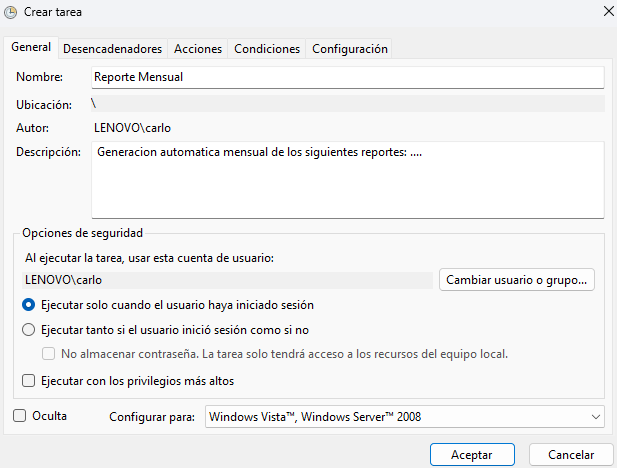 Crear tarea
General Desencadenadores Acciones Condiciones Configuración
Nombre: Reporte Mensual
Ubicación: \
Autor: LENOVO\carlo
Descripción: Generacion automatica mensual de los siguientes reportes: ....
Opciones de seguridad
Al ejecutar la tarea, usar esta cuenta de usuario:
LENOVO\carlo Cambiar usuario o grupo...
Ejecutar solo cuando el usuario haya iniciado sesión
Ejecutar tanto si el usuario inició sesión como si no
No almacenar contraseña. La tarea solo tendrá acceso a los recursos del equipo local.
Ejecutar con los privilegios más altos
Oculta Configurar para: Windows Vista™, Windows Server™ 2008
Aceptar Cancelar